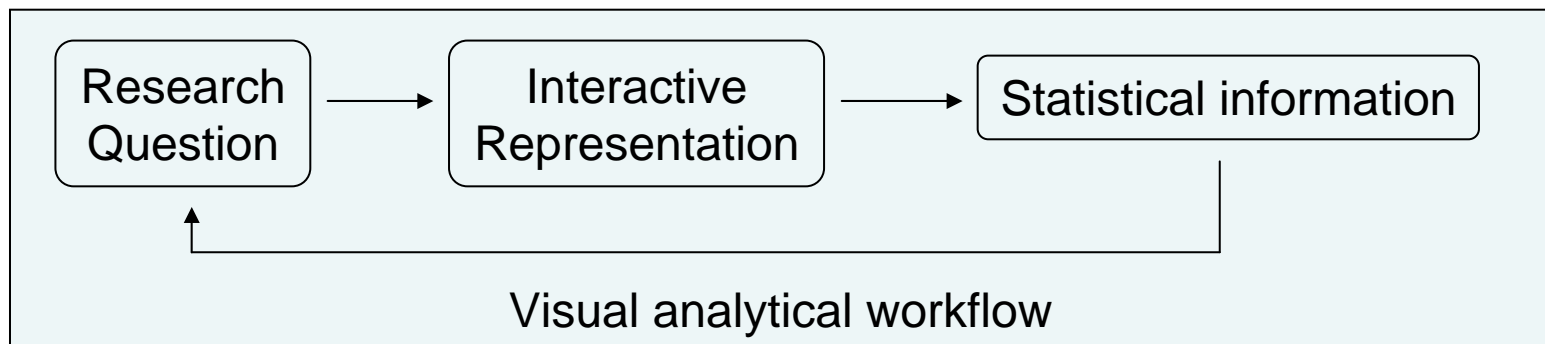 Research
Question
Interactive
Representation
Statistical information
Visual analytical workflow